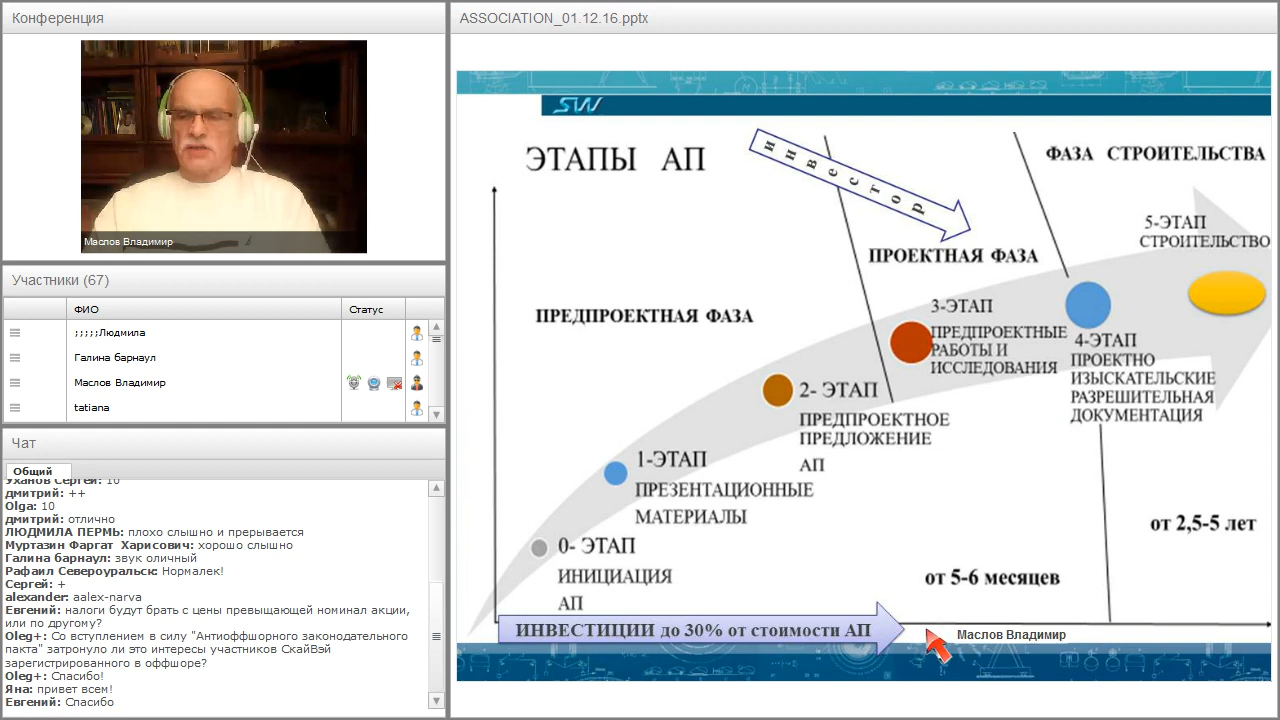 Конференция
Маслов Владимир
Участники (67)
ФИО
Статус
;;;;;Людмила
Галина барнаул
Маслов Владимир
tatiana
Чат
Общий
Уханов Сергей: 10
дмитрий: ++
Olga: 10
дмитрий: отлично
ЛЮДМИЛА ПЕРМЬ: плохо слышно и прерывается
Муртазин Фаргат Харисович: хорошо слышно
Галина барнаул: звук оличный
Рафаил Североуральск: Нормалек!
Сергей: +
alexander: aalex-narva
Евгений: налоги будут брать с цены превыщающей номинал акции,
или по другому?
Oleg+: Со вступлением в силу "Антиоффшорного законодательного
пакта" затронуло ли это интересы участников СкайВэй
зарегистрированного в оффшоре?
Oleg+: Спасибо!
Яна: привет всем!
Евгений: Спасибо
ASSOCIATION_01.12.16.pptx
SW
ЭТАПЫ АП
инвестор
ФАЗА СТРОИТЕЛЬСТВА
5-ЭТАП
СТРОИТЕЛЬСТВО
ПРОЕКТНАЯ ФАЗА
ПРЕДПРОЕКТНАЯ ФАЗА
3-ЭТАП
ПРЕДПРОЕКТНЫЕ
РАБОТЫ И
ИССЛЕДОВАНИЯ
4-ЭТАП
ПРОЕКТНО
ИЗЫСКАТЕЛЬСКИЕ
РАЗРЕШИТЕЛЬНАЯ
ДОКУМЕНТАЦИЯ
2- ЭТАП
ПРЕДПРОЕКТНОЕ
ПРЕДЛОЖЕНИЕ
АП
1-ЭТАП
ПРЕЗЕНТАЦИОННЫЕ
МАТЕРИАЛЫ
0- ЭТАП
ИНИЦИАЦИЯ
АП
от 2,5-5 лет
от 5-6 месяцев
ИНВЕСТИЦИИ до 30% от стоимости АП
Маслов Владимир